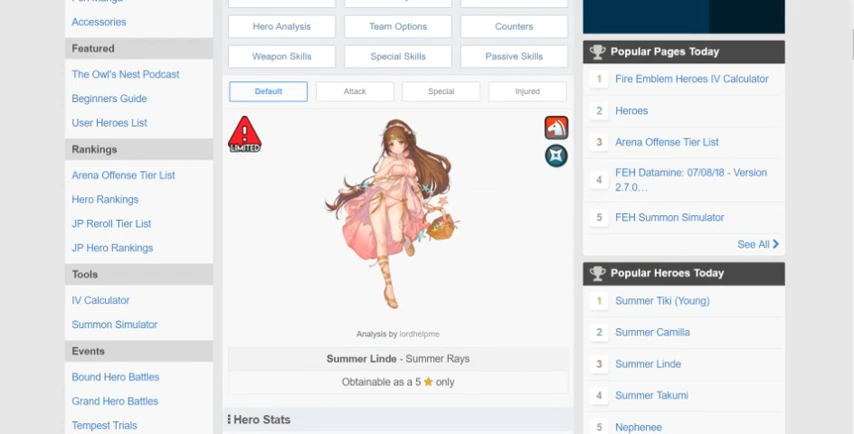 Accessories
Featured
The Owl's Nest Podcast
Beginners Guide
User Heroes List
Rankings
Arena Offense Tier List
Hero Rankings
JP Reroll Tier List
JP Hero Rankings
Tools
IV Calculator
Summon Simulator
Events
Bound Hero Battles
Grand Hero Battles
Tempest Trials
Hero Analysis
Team Options
Counters
Weapon Skills
Special Skills
Passive Skills
Default
Attack
Special
Injured
LIMITED
Analysis by lordhelpme
Summer Linde - Summer Rays
Obtainable as a 5 ★ only
Hero Stats
Popular Pages Today
1 Fire Emblem Heroes IV Calculator
2 Heroes
3 Arena Offense Tier List
4 FEH Datamine: 07/08/18 - Version
2.7.0...
5 FEH Summon Simulator
See All
Popular Heroes Today
1 Summer Tiki (Young)
2 Summer Camilla
3 Summer Linde
4 Summer Takumi
5 Nephenee